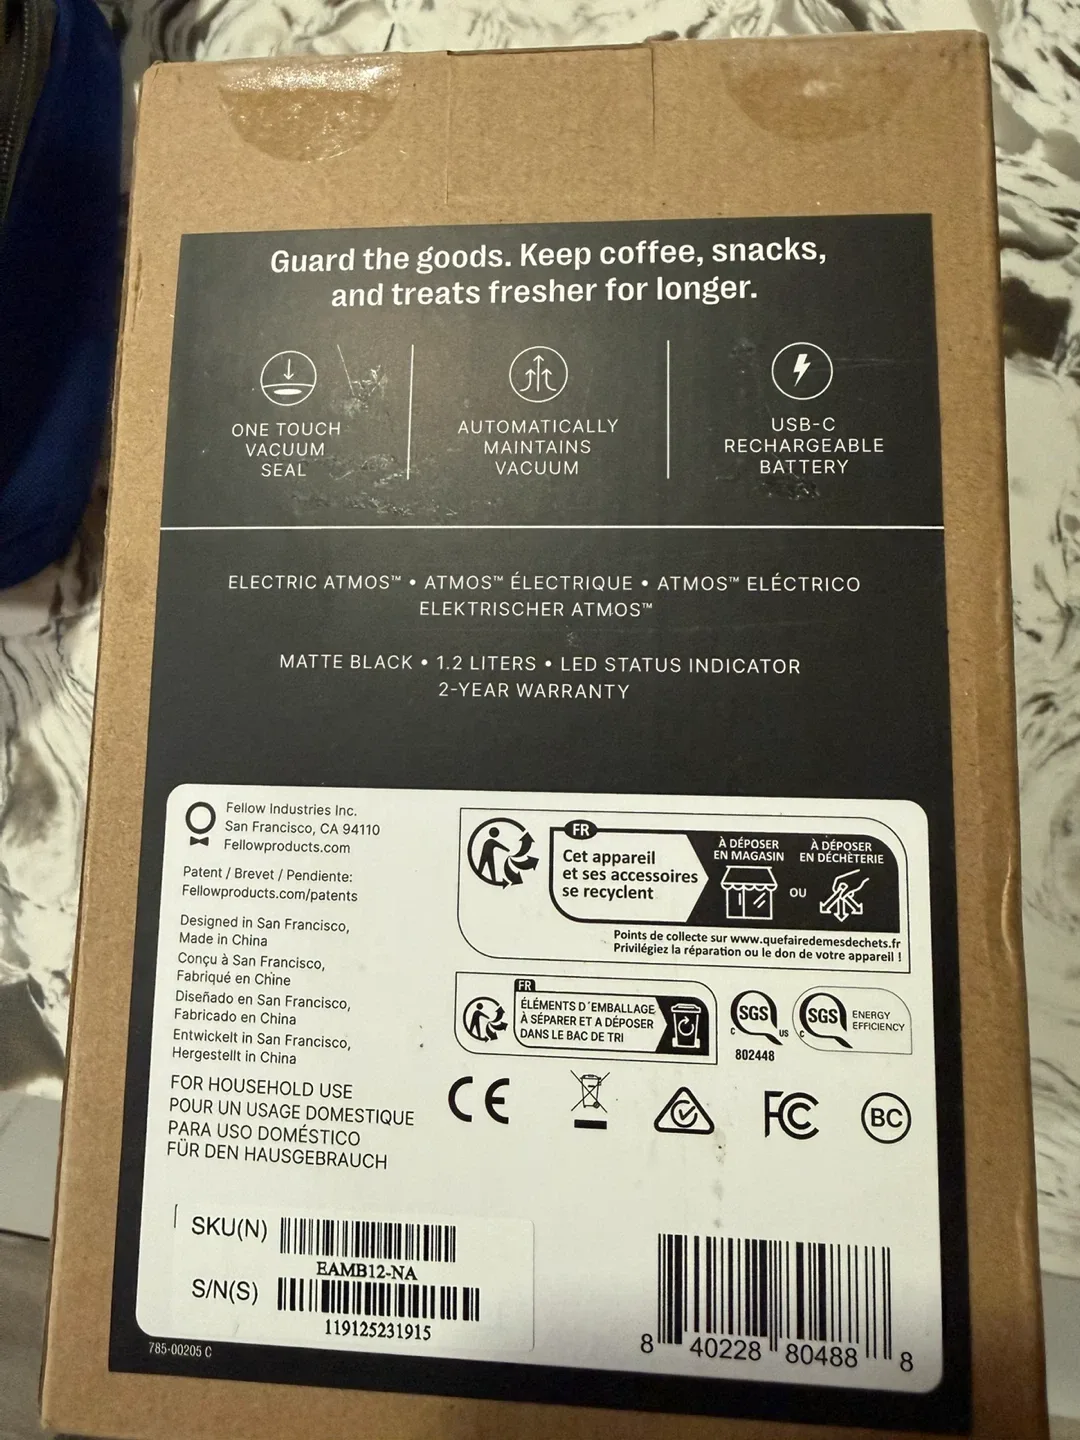 Guard the goods. Keep coffee, snacks,
and treats fresher for longer.
ONE TOUCH
VACUUM
SEAL
AUTOMATICALLY
MAINTAINS
VACUUM
USB-C
RECHARGEABLE
BATTERY
ELECTRIC ATMOS™ • ATMOS™ ÉLECTRIQUE • ATMOS™ ELÉCTRICO
ELEKTRISCHER ATMOS™
MATTE BLACK • 1.2 LITERS • LED STATUS INDICATOR
2-YEAR WARRANTY
Fellow Industries Inc.
San Francisco, CA 94110
Fellowproducts.com
Patent / Brevet / Pendiente:
Fellowproducts.com/patents
Designed in San Francisco,
Made in China
Conçu à San Francisco,
Fabriqué en Chine
Diseñado en San Francisco,
Fabricado en China
Entwickelt in San Francisco,
Hergestellt in China
FOR HOUSEHOLD USE
POUR UN USAGE DOMESTIQUE
PARA USO DOMÉSTICO
FÜR DEN HAUSGEBRAUCH
FR
Cet appareil
et ses accessoires
se recyclent
À DÉPOSER
EN MAGASIN
OU
À DÉPOSER
EN DÉCHÈTERIE
Points de collecte sur www.quefairedemesdechets.fr
Privilégiez la réparation ou le don de votre appareil !
FR
ÉLÉMENTS D'EMBALLAGE
À SÉPARER ET A DÉPOSER
DANS LE BAC DE TRI
SGS
C US
802448
SGS
C
ENERGY
EFFICIENCY
CE
FC
BC
SKU(N)
EAMB12-NA
S/N(S)
119125231915
8 40228 80488 8
785-00205 C